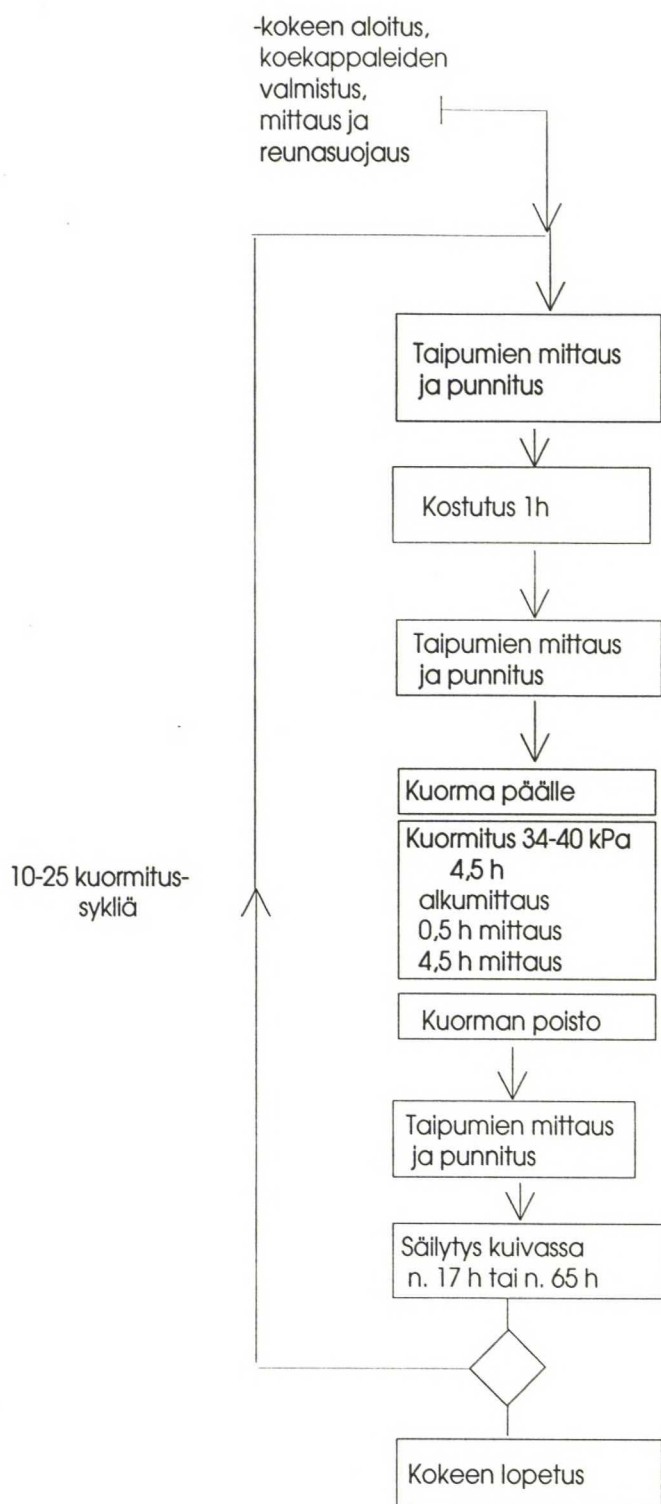 -kokeen aloitus,
koekappaleiden
valmistus,
mittaus ja
reunasuojaus
Taipumien mittaus
ja punnitus
Kostutus 1h
Taipumien mittaus
ja punnitus
Kuorma päälle
Kuormitus 34-40 kPa
4,5 h
alkumittaus
0,5 h mittaus
4,5 h mittaus
10-25 kuormitus-
sykliä
Kuorman poisto
Taipumien mittaus
ja punnitus
Säilytys kuivassa
n. 17 h tai n. 65 h
Kokeen lopetus